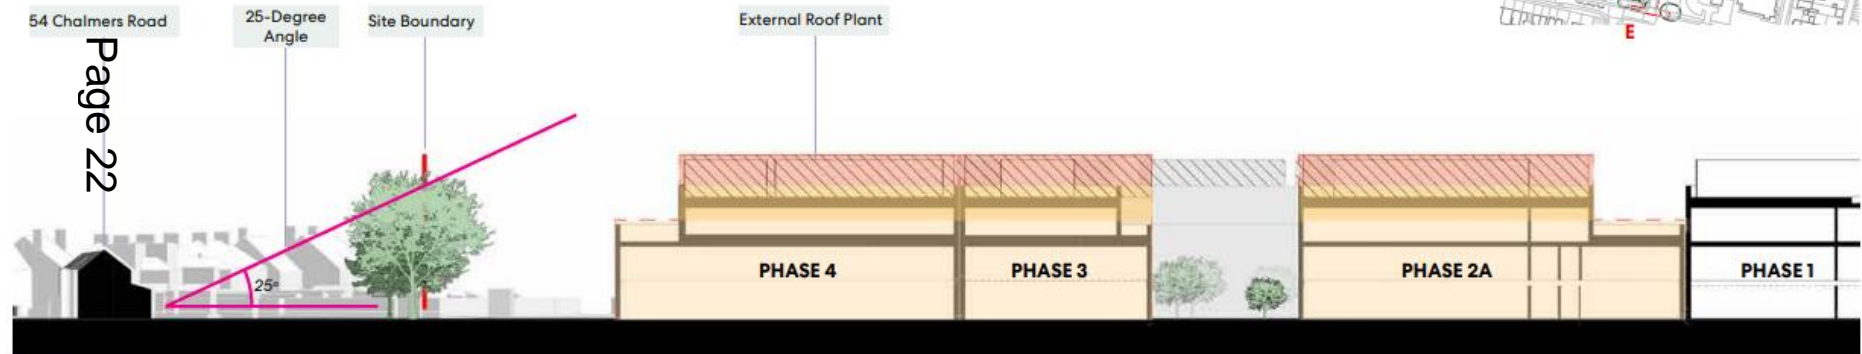 54 Chalmers Road
25-Degree
Angle
Site Boundary
External Roof Plant
E
Page 22
25°
PHASE 4
PHASE 3
PHASE 2A
PHASE 1